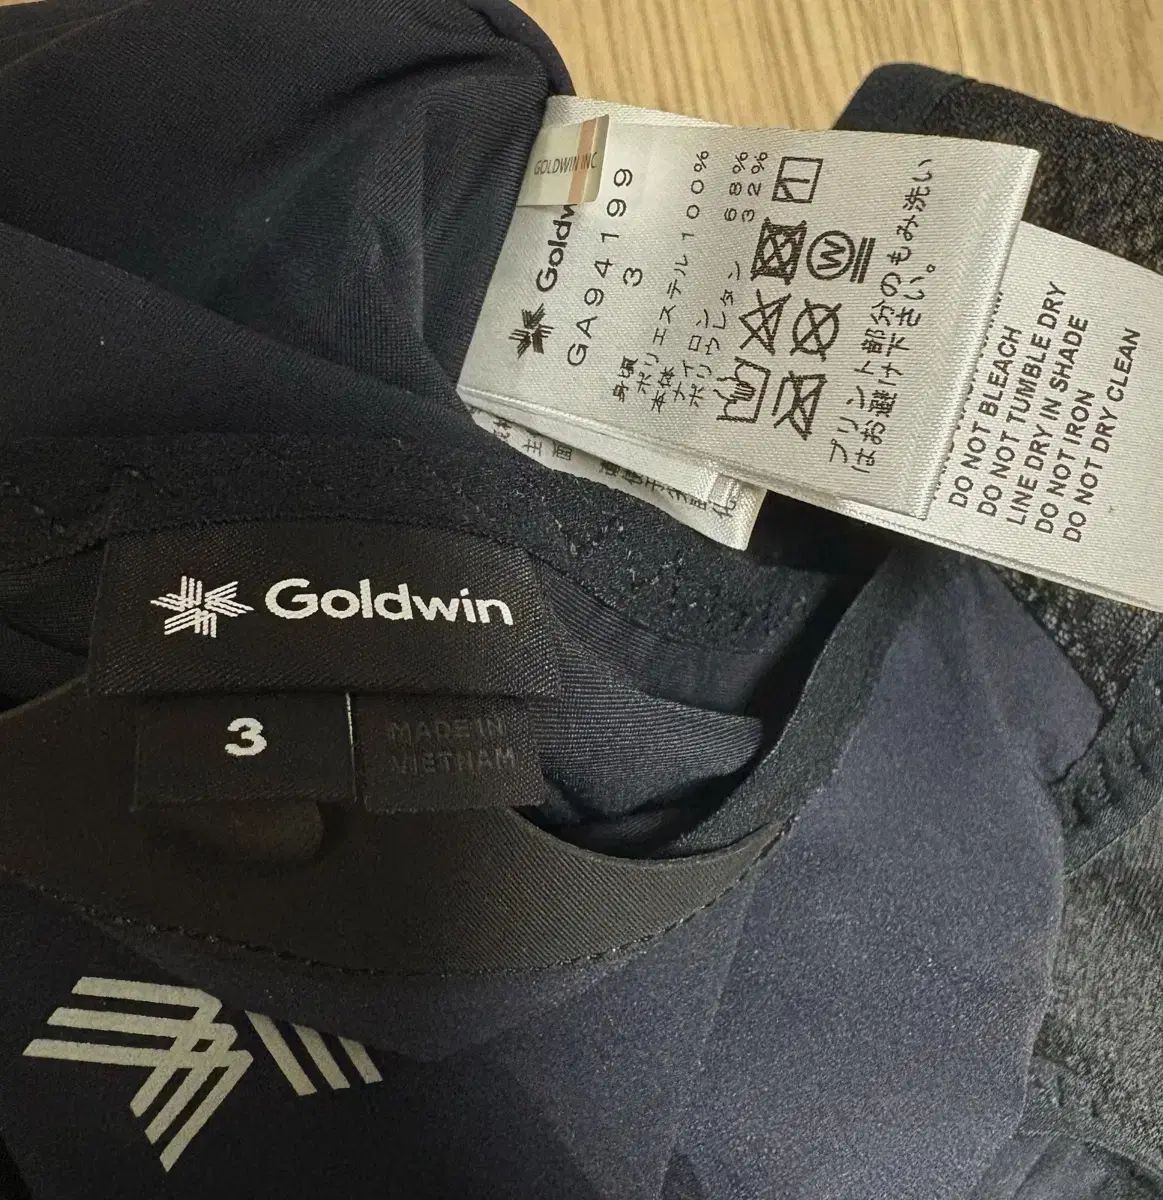 GOLDWIN INC
Goldw
GA94199
3
身頃
ポリエステル100%
本体
ナイロン 68%
ポリウレタン 32%
W
プリント部分のもみ洗い
はお避け下さい。
DO NOT BLEACH
DO NOT TUMBLE DRY
LINE DRY IN SHADE
DO NOT IRON
DO NOT DRY CLEAN
Goldwin
3
MADE IN
VIETNAM